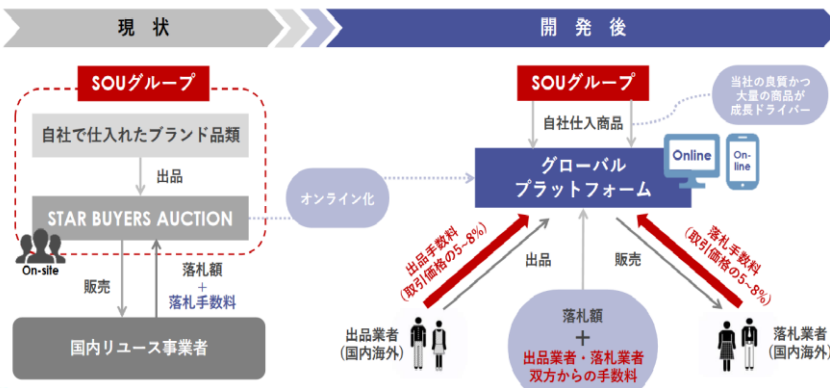 現 状
開 発 後
SOUグループ
自社で仕入れたブランド品類
出品
STAR BUYERS AUCTION
On-site
販売
落札額
+
落札手数料
国内リユース事業者
オンライン化
SOUグループ
自社仕入商品
当社の良質かつ
大量の商品が
成長ドライバー
グローバル
プラットフォーム
Online
On-
line
出品手数料
(取引価格の5~8%)
出品
販売
落札手数料
(取引価格の5~8%)
出品業者
(国内海外)
落札額
+
出品業者・落札業者
双方からの手数料
落札業者
(国内海外)